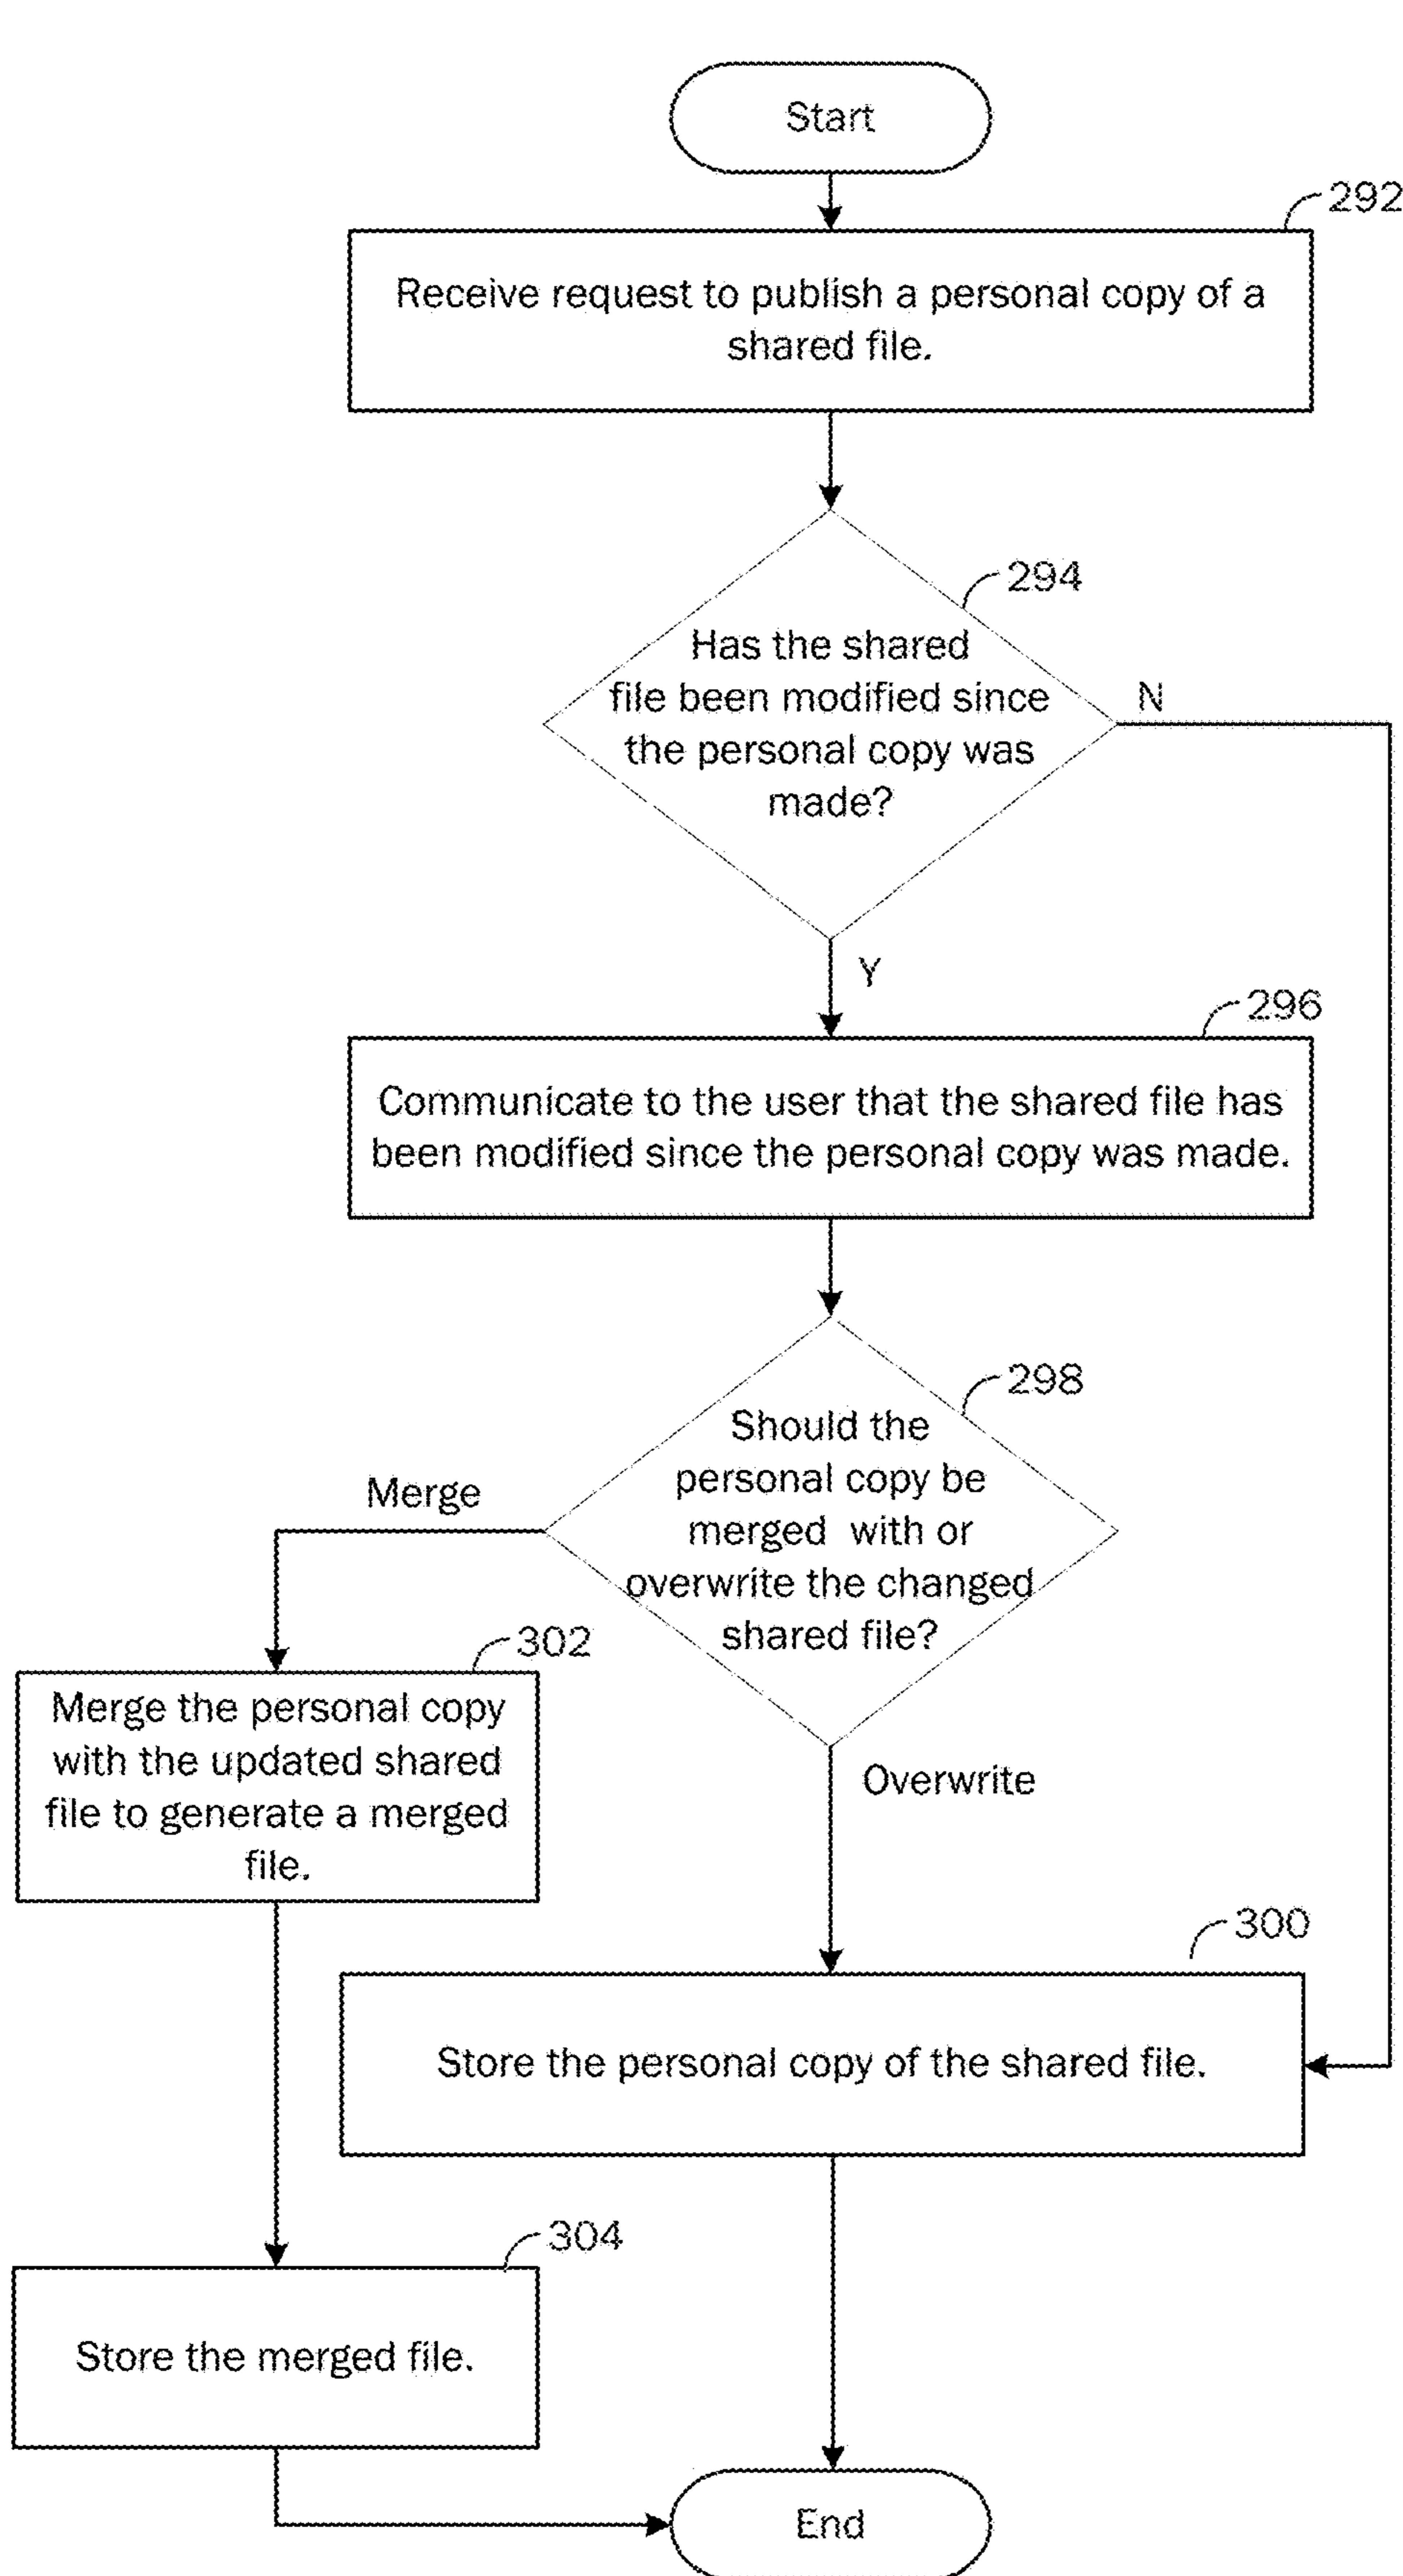 Start
292
Receive request to publish a personal copy of a
shared file.
294
Has the shared
file been modified since
the personal copy was
made?
N
Y
296
Communicate to the user that the shared file has
been modified since the personal copy was made.
298
Should the
personal copy be
merged with or
overwrite the changed
shared file?
Merge
Overwrite
302
Merge the personal copy
with the updated shared
file to generate a merged
file.
300
Store the personal copy of the shared file.
304
Store the merged file.
End